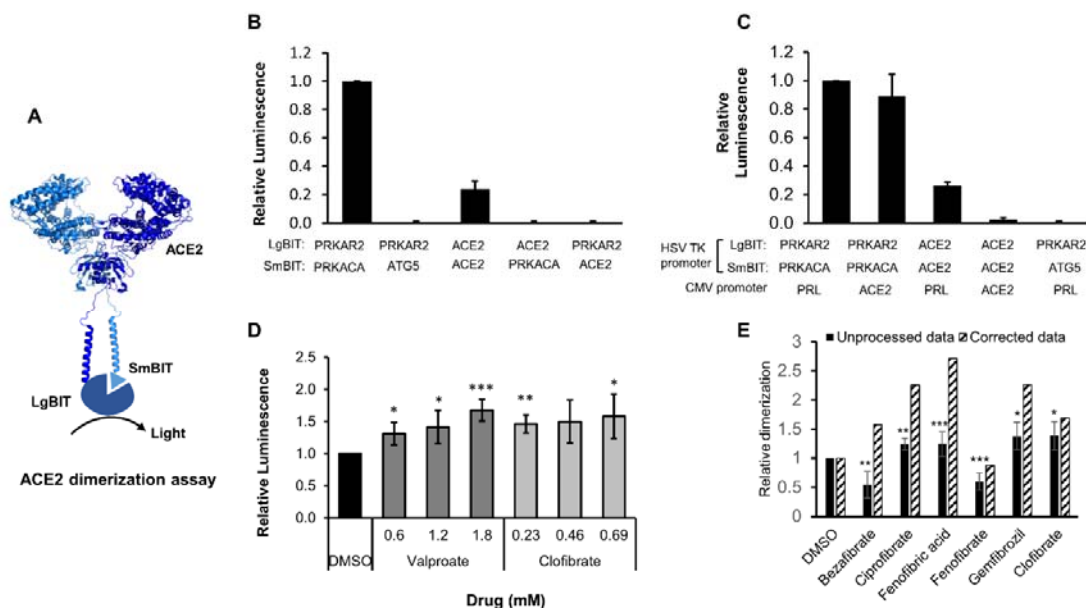 A
ACE2
SmBIT
LgBIT
Light
ACE2 dimerization assay
B
Relative Luminescence
1.2
1.0
0.8
0.6
0.4
0.2
0.0
LgBIT: PRKAR2 PRKAR2 ACE2 ACE2 PRKAR2
SmBIT: PRKACA ATG5 ACE2 PRKACA ACE2
C
Relative
Luminescence
1.2
1.0
0.8
0.6
0.4
0.2
0.0
HSV TK
promoter
LgBIT: PRKAR2 PRKAR2 ACE2 ACE2 PRKAR2
SmBIT: PRKACA PRKACA ACE2 ACE2 ATG5
CMV promoter PRL ACE2 PRL ACE2 PRL
D
Relative Luminescence
2.5
2.0
1.5
1.0
0.5
0.0
* * *** ** *
0.6 1.2 1.8 0.23 0.46 0.69
DMSO Valproate Clofibrate
Drug (mM)
E
Unprocessed data Corrected data
Relative dimerization
3
2.5
2
1.5
1
0.5
0
** ** *** *** * *
DMSO
Bezafibrate
Ciprofibrate
Fenofibric acid
Fenofibrate
Gemfibrozil
Clofibrate